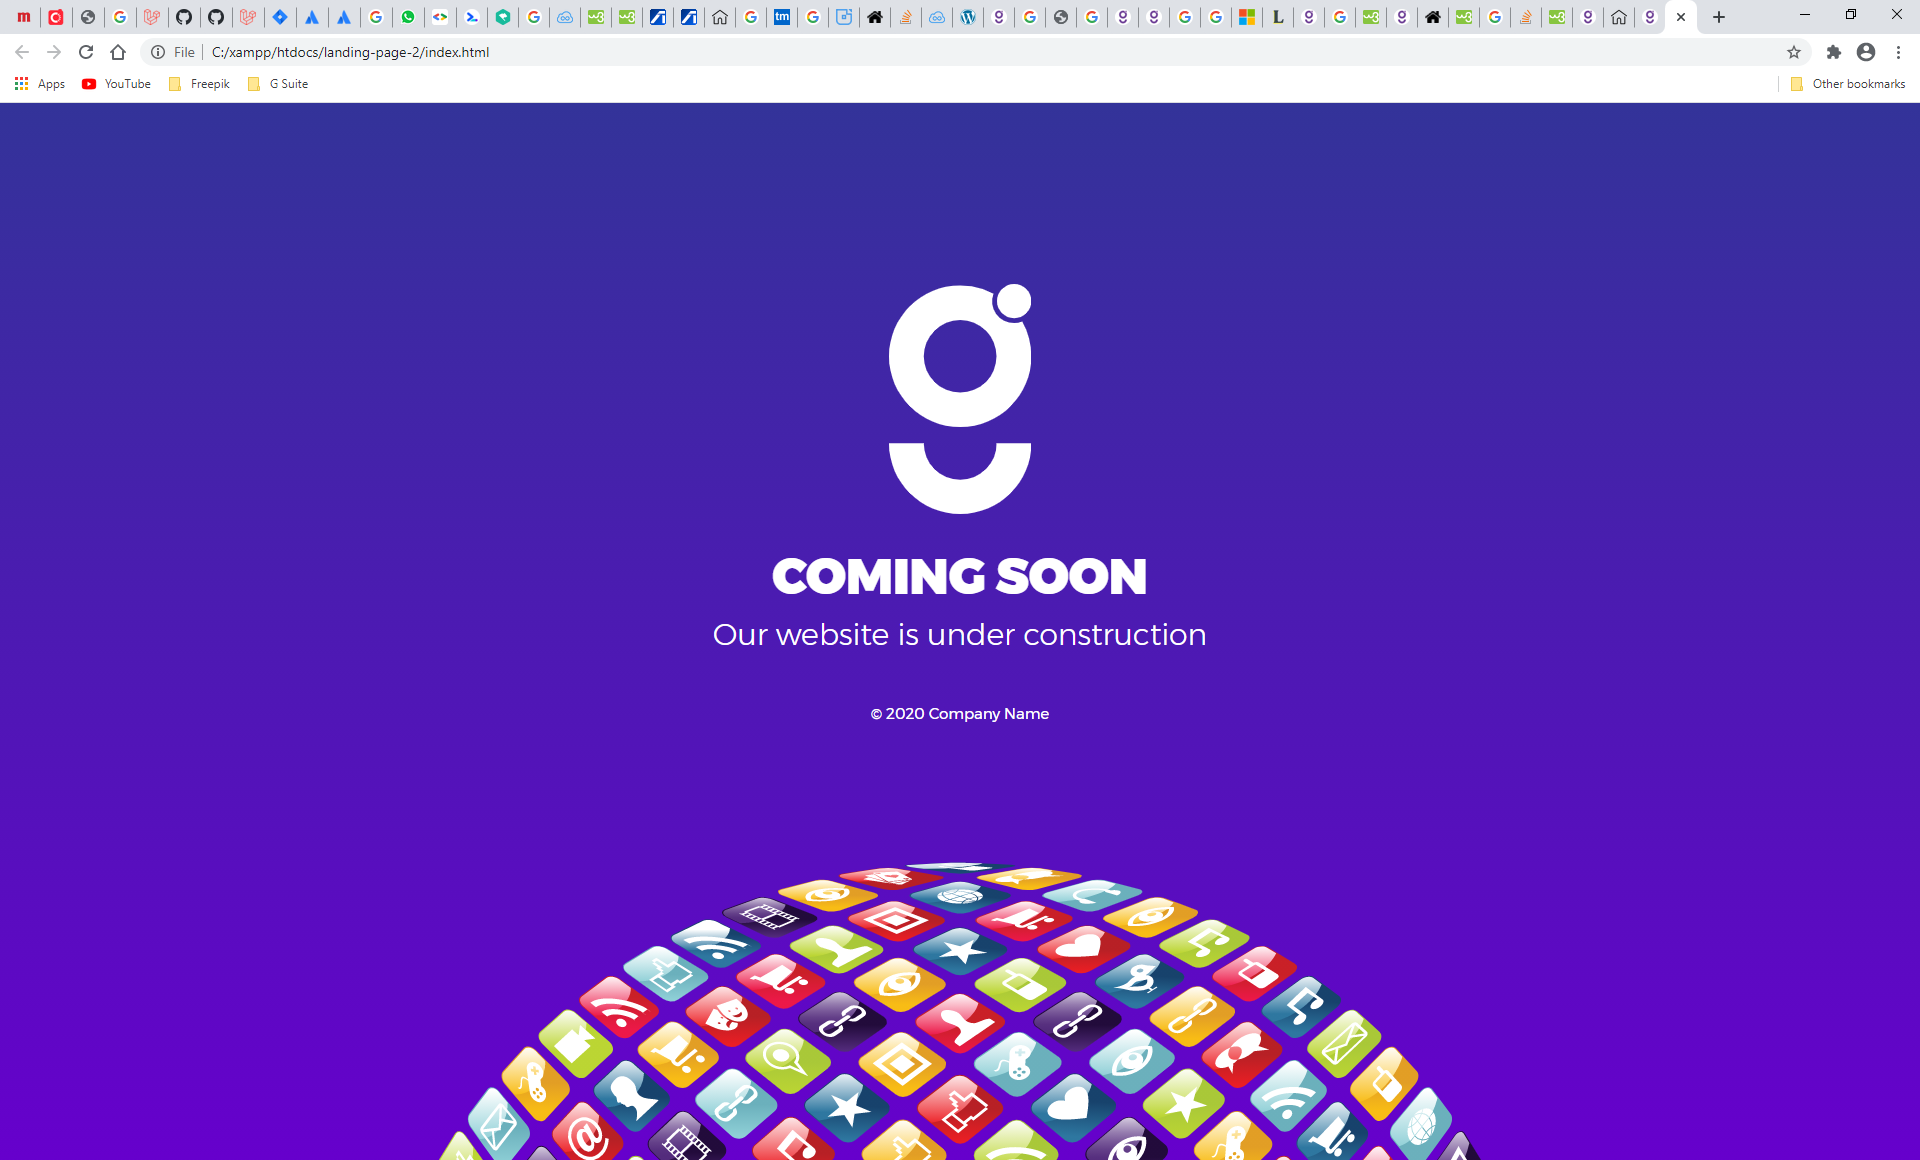 File C:/xampp/htdocs/landing-page-2/index.html
Apps YouTube Freepik G Suite Other bookmarks
g
COMING SOON
Our website is under construction
© 2020 Company Name